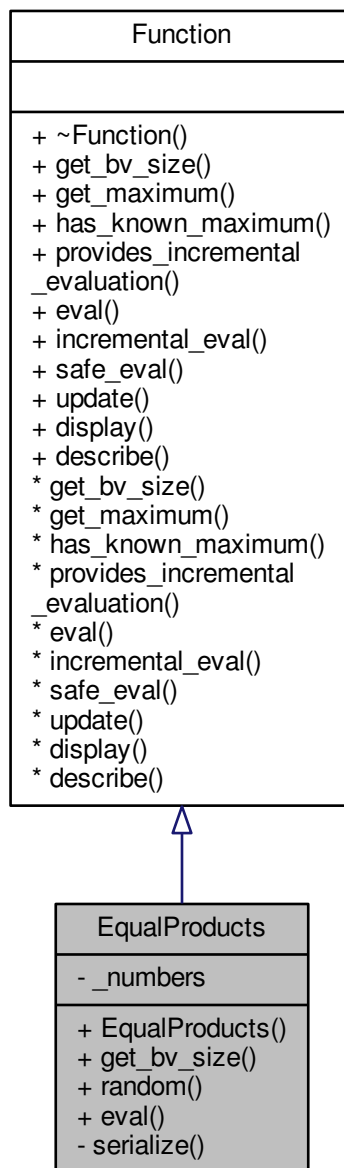 Function
+ ~Function()
+ get_bv_size()
+ get_maximum()
+ has_known_maximum()
+ provides_incremental
_evaluation()
+ eval()
+ incremental_eval()
+ safe_eval()
+ update()
+ display()
+ describe()
* get_bv_size()
* get_maximum()
* has_known_maximum()
* provides_incremental
_evaluation()
* eval()
* incremental_eval()
* safe_eval()
* update()
* display()
* describe()
EqualProducts
- _numbers
+ EqualProducts()
+ get_bv_size()
+ random()
+ eval()
- serialize()